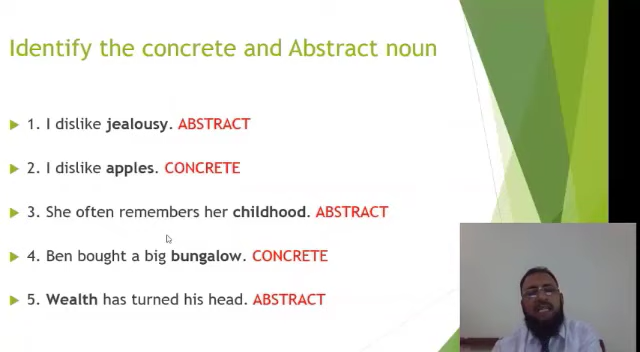 Identify the concrete and Abstract noun
1. I dislike jealousy. ABSTRACT
2. I dislike apples. CONCRETE
3. She often remembers her childhood. ABSTRACT
4. Ben bought a big bungalow. CONCRETE
5. Wealth has turned his head. ABSTRACT